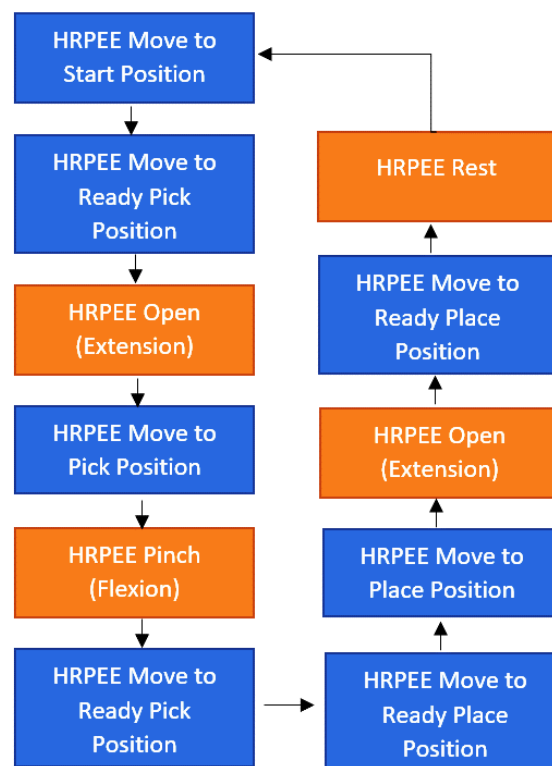 HRPEE Move to
Start Position
HRPEE Move to
Ready Pick
Position
HRPEE Open
(Extension)
HRPEE Move to
Pick Position
HRPEE Pinch
(Flexion)
HRPEE Move to
Ready Pick
Position
HRPEE Move to
Ready Place
Position
HRPEE Move to
Place Position
HRPEE Open
(Extension)
HRPEE Move to
Ready Place
Position
HRPEE Rest